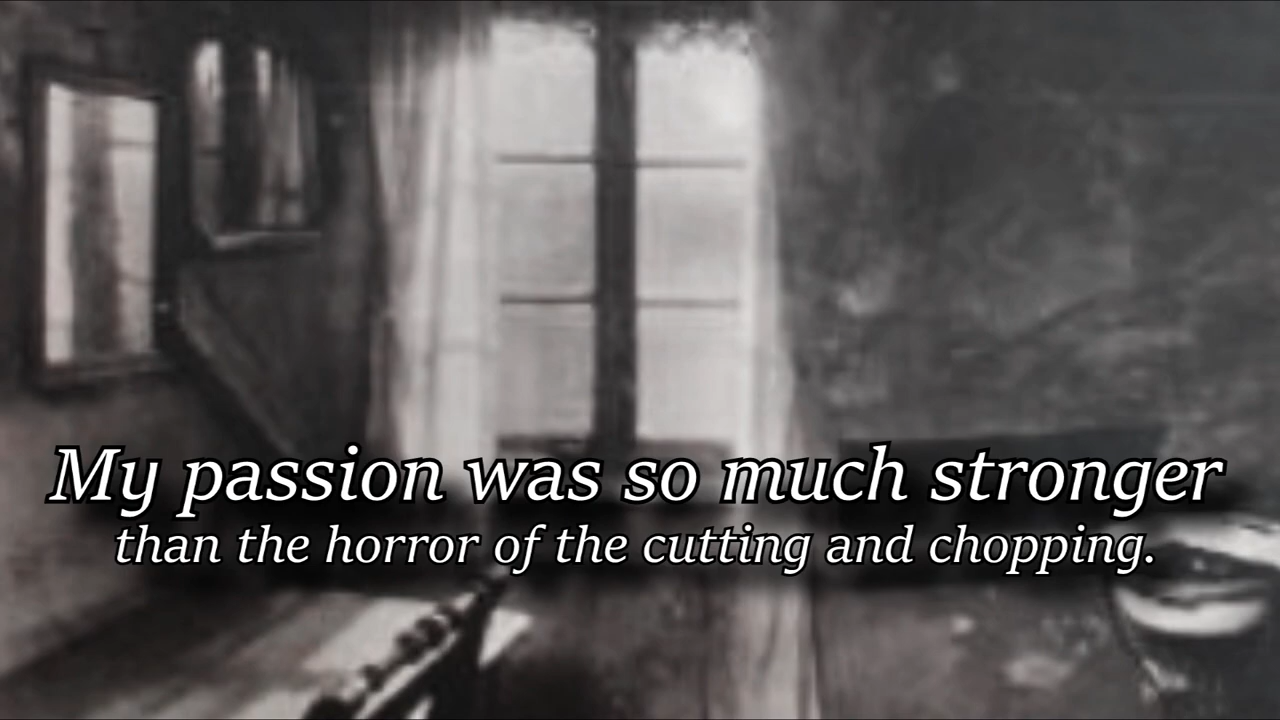 My passion was so much stronger
than the horror of the cutting and chopping.